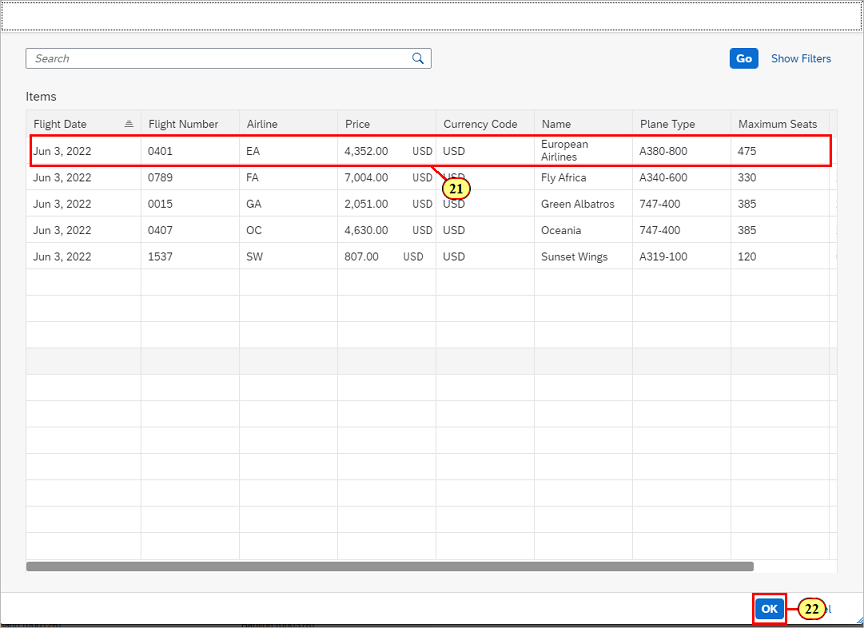 Search
Go Show Filters
Items
Flight Date Flight Number Airline Price Currency Code Name Plane Type Maximum Seats
Jun 3, 2022 0401 EA 4,352.00 USD USD European Airlines A380-800 475
21
Jun 3, 2022 0789 FA 7,004.00 USD USD Fly Africa A340-600 330
Jun 3, 2022 0015 GA 2,051.00 USD USD Green Albatros 747-400 385
Jun 3, 2022 0407 OC 4,630.00 USD USD Oceania 747-400 385
Jun 3, 2022 1537 SW 807.00 USD USD Sunset Wings A319-100 120
OK 22